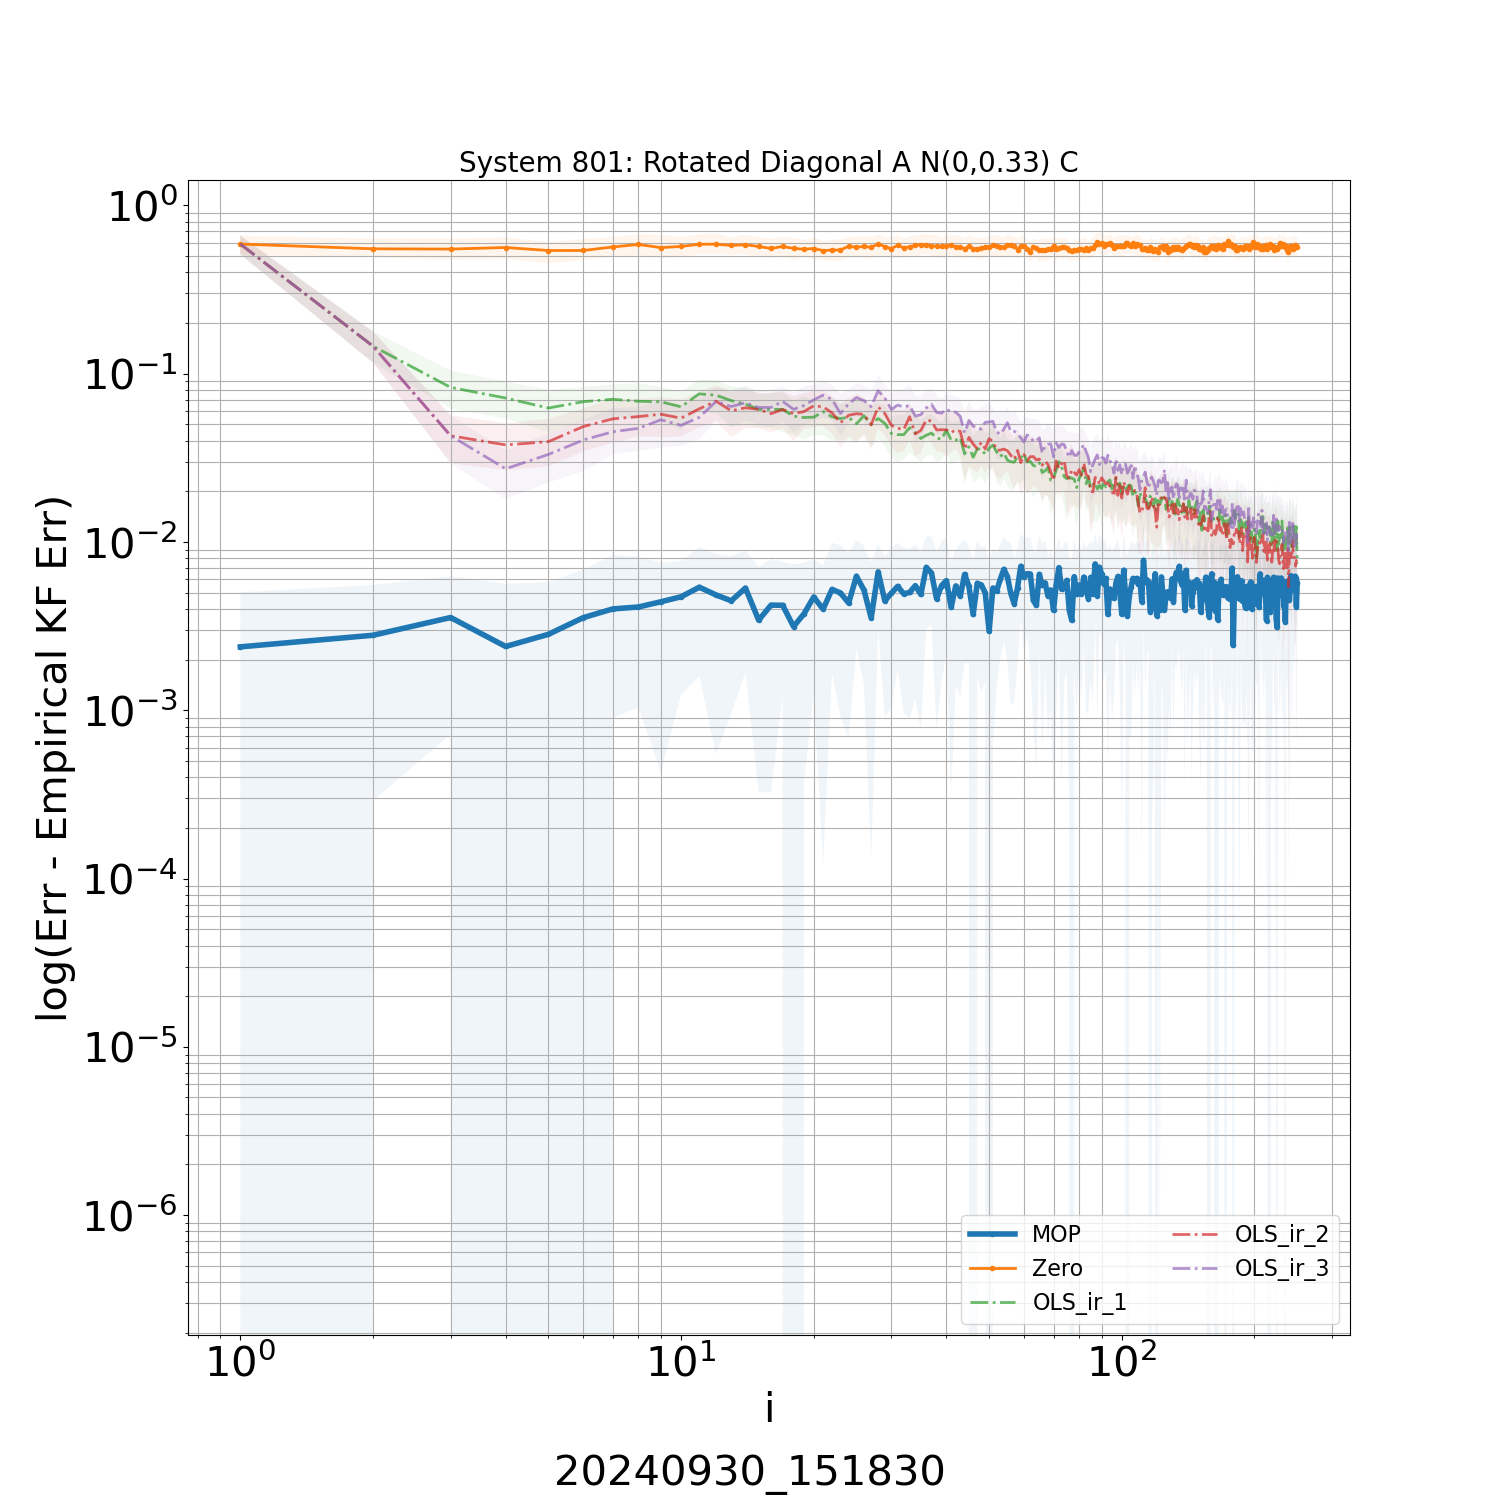 System 801: Rotated Diagonal A N(0,0.33) C
log(Err - Empirical KF Err)
10⁰
10⁻¹
10⁻²
10⁻³
10⁻⁴
10⁻⁵
10⁻⁶
MOP
Zero
OLS_ir_1
OLS_ir_2
OLS_ir_3
10⁰ 10¹ 10²
i
20240930_151830